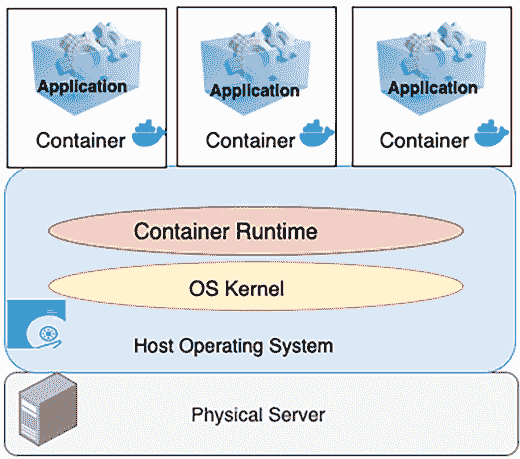 Application
Container
Application
Container
Application
Container
Container Runtime
OS Kernel
Host Operating System
Physical Server